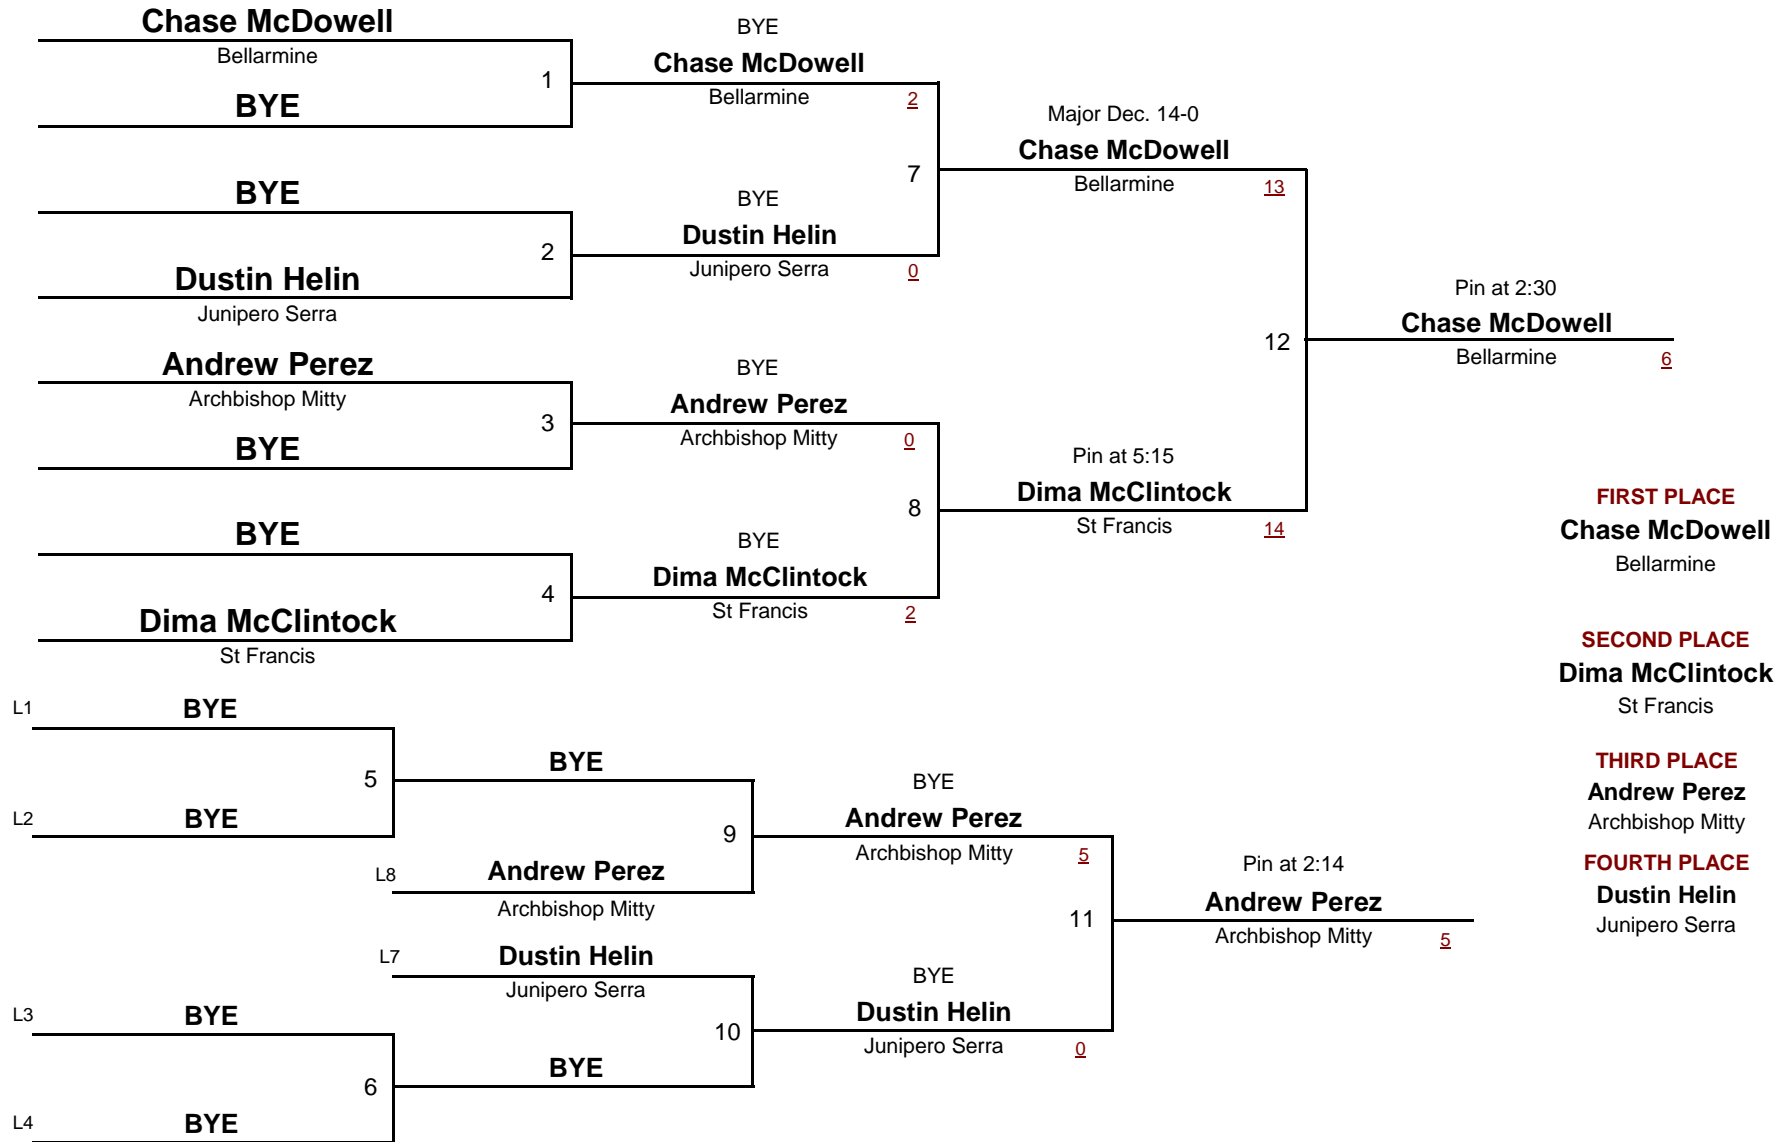 Chase McDowell
Bellarmine
1
BYE
BYE
Chase McDowell
Bellarmine
2
BYE
2
Dustin Helin
Junipero Serra
7
BYE
Dustin Helin
Junipero Serra
0
Major Dec. 14-0
Chase McDowell
Bellarmine
13
Andrew Perez
Archbishop Mitty
3
BYE
BYE
Andrew Perez
Archbishop Mitty
0
BYE
4
Dima McClintock
St Francis
8
BYE
Dima McClintock
St Francis
2
Pin at 5:15
Dima McClintock
St Francis
14
12
Pin at 2:30
Chase McDowell
Bellarmine
6
FIRST PLACE
Chase McDowell
Bellarmine
SECOND PLACE
Dima McClintock
St Francis
THIRD PLACE
Andrew Perez
Archbishop Mitty
FOURTH PLACE
Dustin Helin
Junipero Serra
L1
BYE
5
L2
BYE
BYE
9
L8
Andrew Perez
Archbishop Mitty
BYE
Andrew Perez
Archbishop Mitty
5
L7
Dustin Helin
Junipero Serra
10
BYE
L3
BYE
6
L4
BYE
BYE
Dustin Helin
Junipero Serra
0
11
Pin at 2:14
Andrew Perez
Archbishop Mitty
5